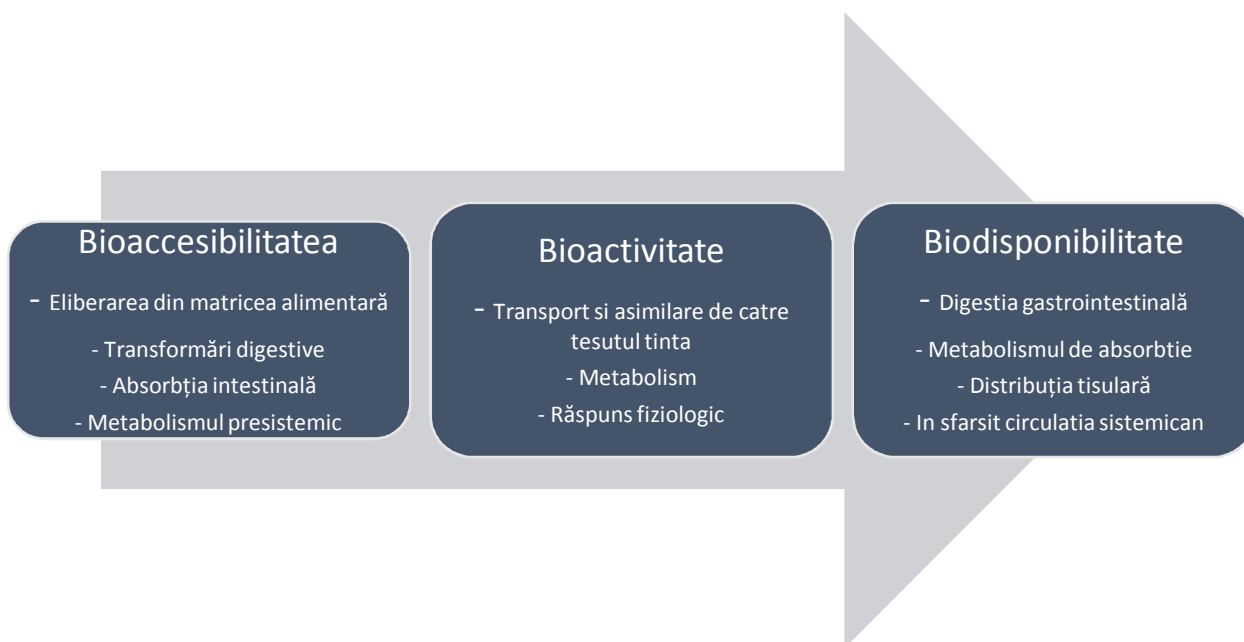 Bioaccesibilitatea
- Eliberarea din matricea alimentară
- Transformări digestive
- Absorbția intestinală
- Metabolismul presistemic
Bioactivitate
- Transport si asimilare de catre
tesutul tinta
- Metabolism
- Răspuns fiziologic
Biodisponibilitate
- Digestia gastrointestinală
- Metabolismul de absorbtie
- Distribuția tisulară
- In sfarsit circulatia sistemican